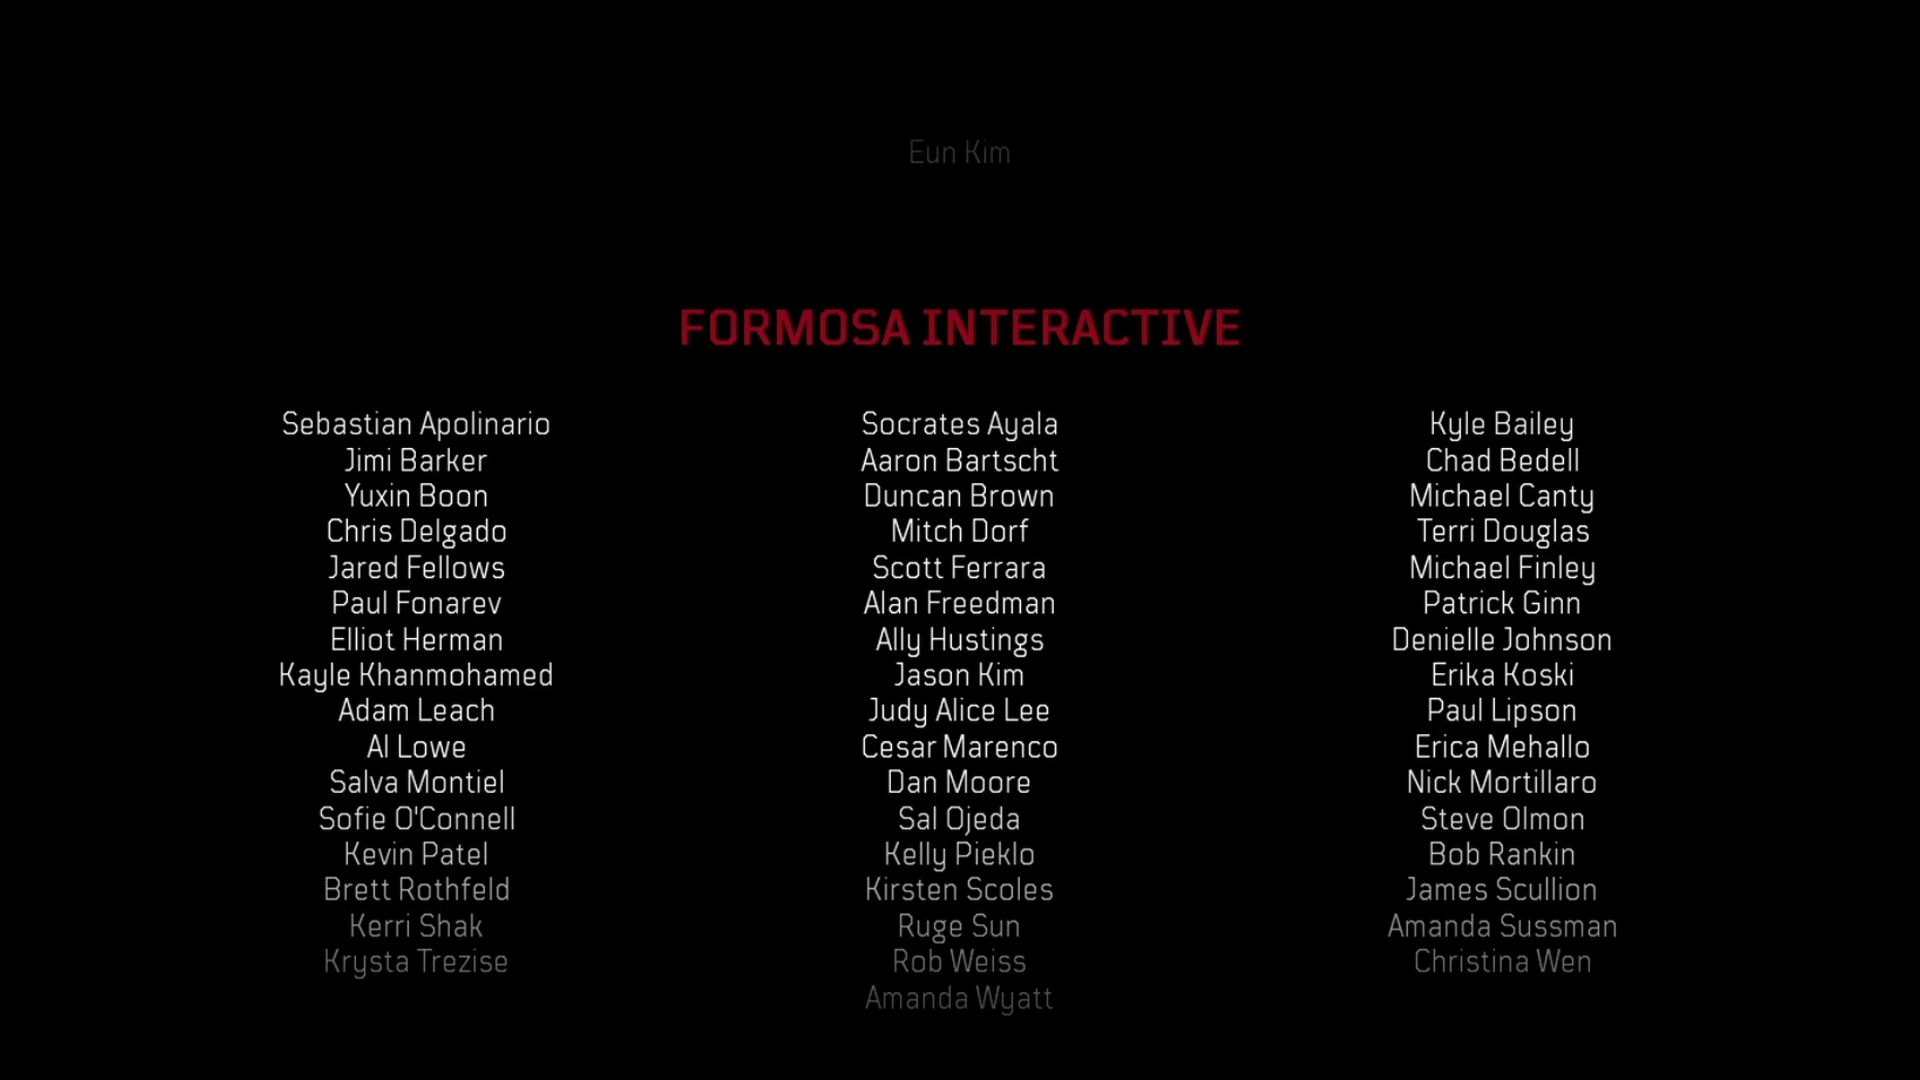 Eun Kim
FORMOSA INTERACTIVE
Sebastian Apolinario Socrates Ayala Kyle Bailey
Jimi Barker Aaron Bartscht Chad Bedell
Yuxin Boon Duncan Brown Michael Canty
Chris Delgado Mitch Dorf Terri Douglas
Jared Fellows Scott Ferrara Michael Finley
Paul Fonarev Alan Freedman Patrick Ginn
Elliot Herman Ally Hustings Denielle Johnson
Kayle Khanmohamed Jason Kim Erika Koski
Adam Leach Judy Alice Lee Paul Lipson
Al Lowe Cesar Marenco Erica Mehallo
Salva Montiel Dan Moore Nick Mortillaro
Sofie O'Connell Sal Ojeda Steve Olmon
Kevin Patel Kelly Pieklo Bob Rankin
Brett Rothfeld Kirsten Scoles James Scullion
Kerri Shak Ruge Sun Amanda Sussman
Krysta Trezise Rob Weiss Christina Wen
Amanda Wyatt